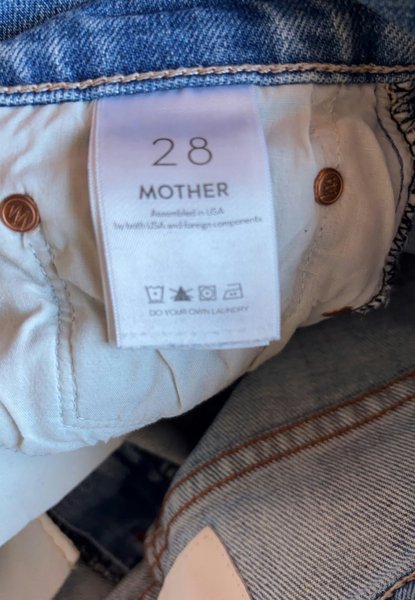 28
MOTHER
Assembled in USA
by both USA and foreign components
DO YOUR OWN LAUNDRY